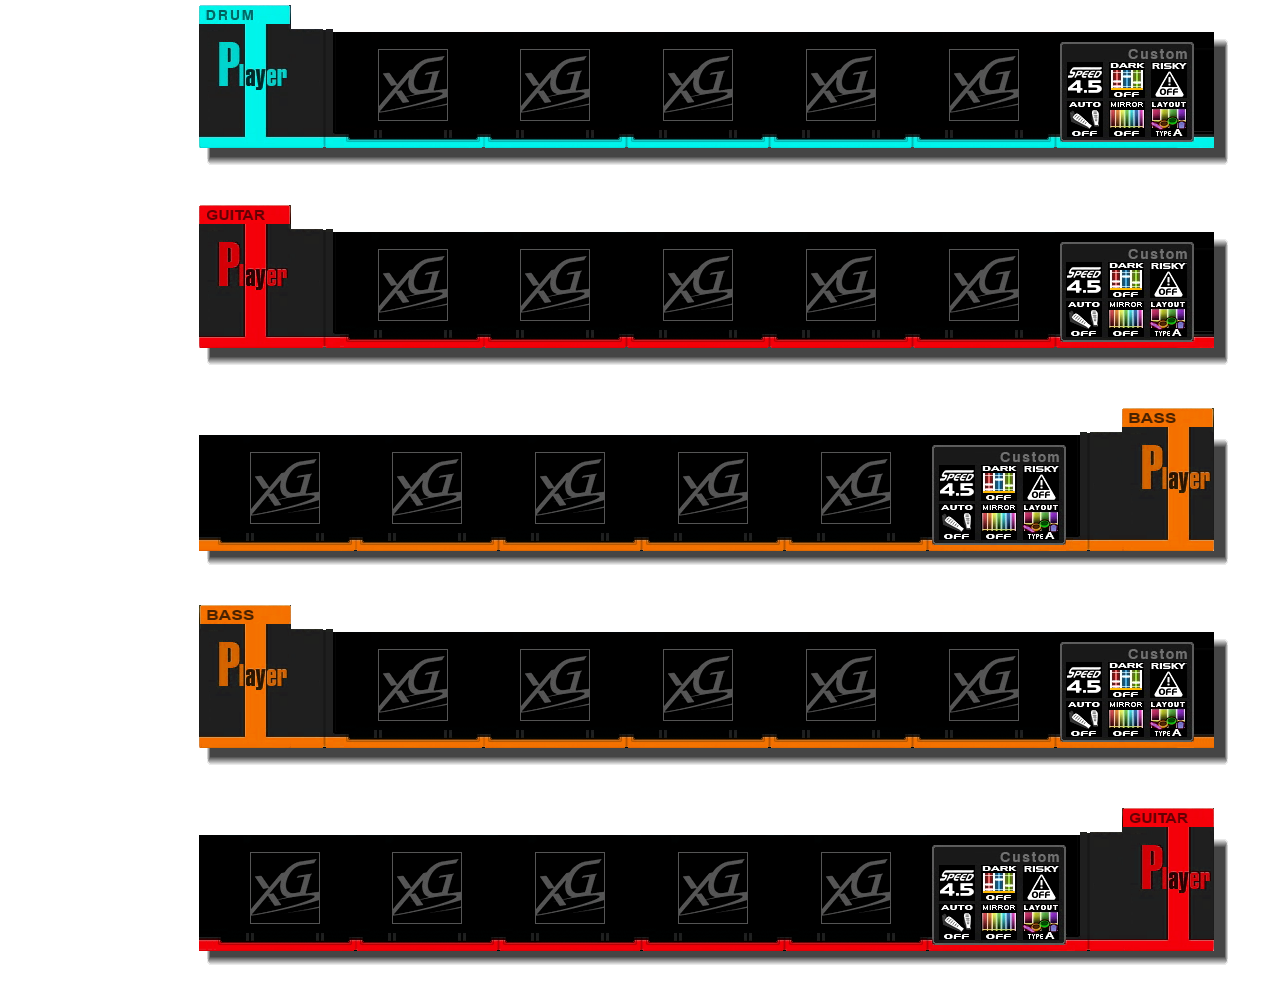 DRUM
Player
XG XG XG XG XG
Custom
SPEED 4.5 DARK OFF RISKY OFF
AUTO OFF MIRROR OFF LAYOUT TYPE A
GUITAR
Player
XG XG XG XG XG
Custom
SPEED 4.5 DARK OFF RISKY OFF
AUTO OFF MIRROR OFF LAYOUT TYPE A
BASS
Player
XG XG XG XG XG
Custom
SPEED 4.5 DARK OFF RISKY OFF
AUTO OFF MIRROR OFF LAYOUT TYPE A
BASS
Player
XG XG XG XG XG
Custom
SPEED 4.5 DARK OFF RISKY OFF
AUTO OFF MIRROR OFF LAYOUT TYPE A
GUITAR
Player
XG XG XG XG XG
Custom
SPEED 4.5 DARK OFF RISKY OFF
AUTO OFF MIRROR OFF LAYOUT TYPE A